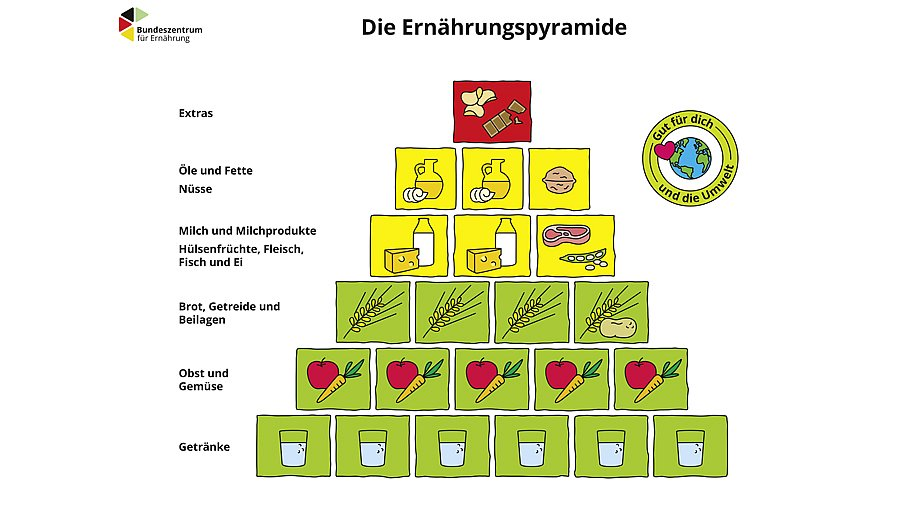 Bundeszentrum
für Ernährung
Die Ernährungspyramide
Extras
Gut für dich
und die Umwelt
Öle und Fette
Nüsse
Milch und Milchprodukte
Hülsenfrüchte, Fleisch,
Fisch und Ei
Brot, Getreide und
Beilagen
Obst und
Gemüse
Getränke